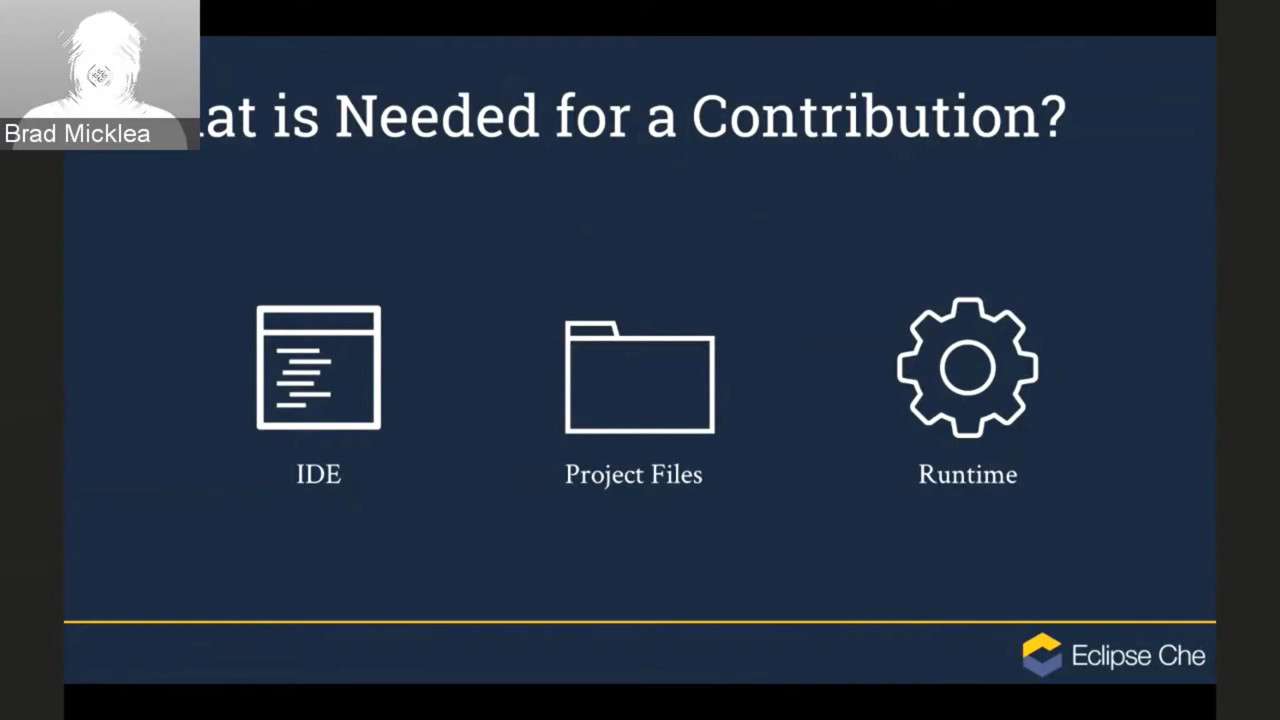 at is Needed for a Contribution?
Brad Micklea
IDE
Project Files
Runtime
Eclipse Che